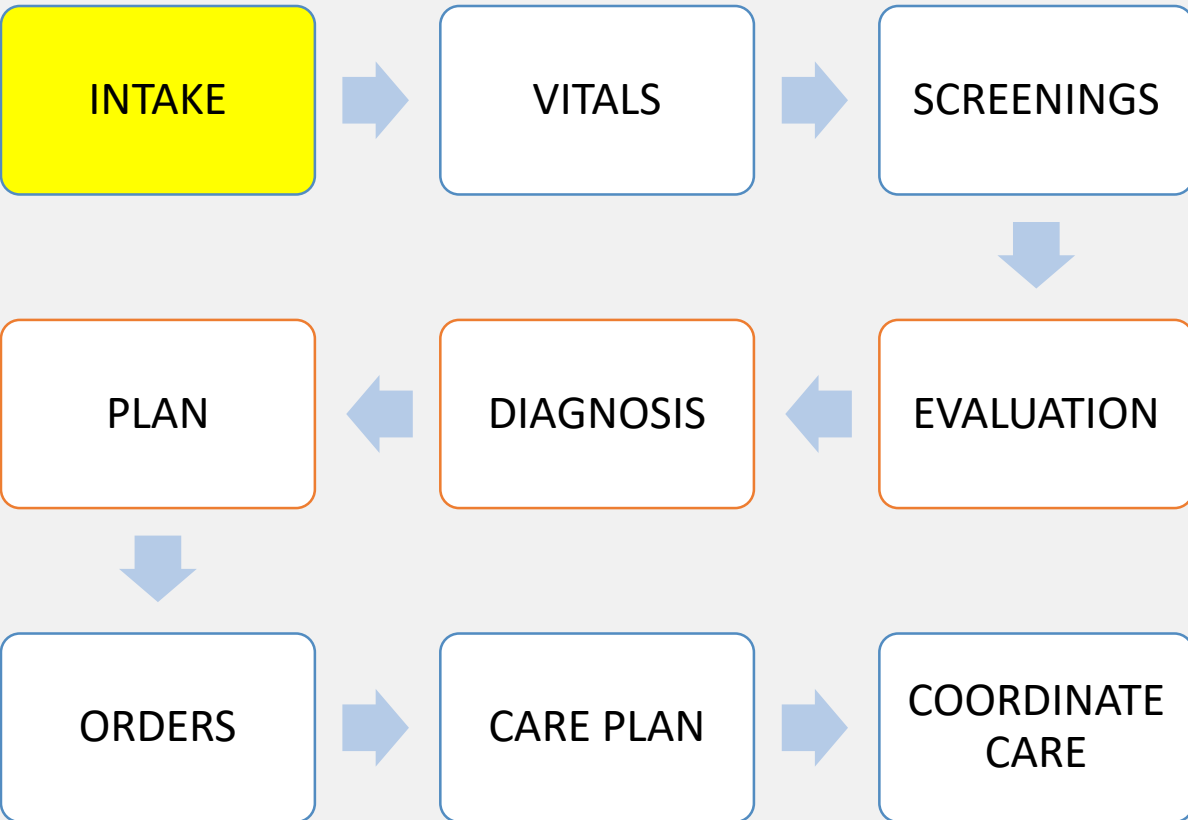 INTAKE
VITALS
SCREENINGS
PLAN
DIAGNOSIS
EVALUATION
ORDERS
CARE PLAN
COORDINATE
CARE